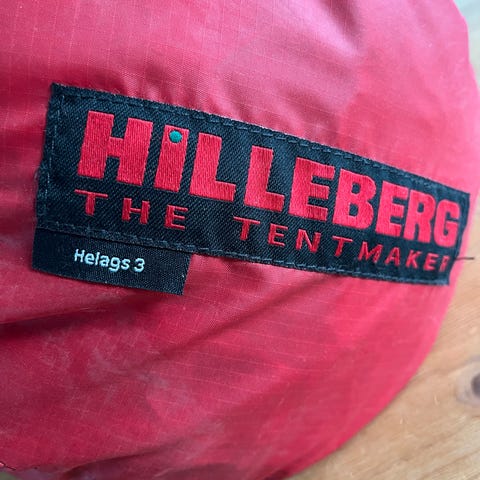 HiLLEBERG
THE TENTMAKER
Helags 3